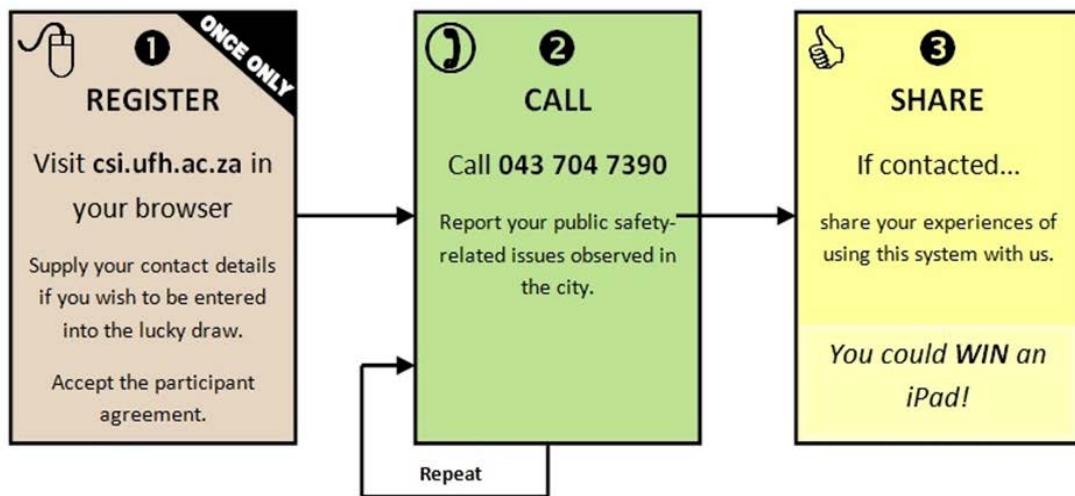 ❶
ONCE ONLY
REGISTER
Visit csi.ufh.ac.za in
your browser
Supply your contact details
if you wish to be entered
into the lucky draw.
Accept the participant
agreement.
❷
CALL
Call 043 704 7390
Report your public safety-
related issues observed in
the city.
Repeat
❸
SHARE
If contacted...
share your experiences of
using this system with us.
You could WIN an
iPad!